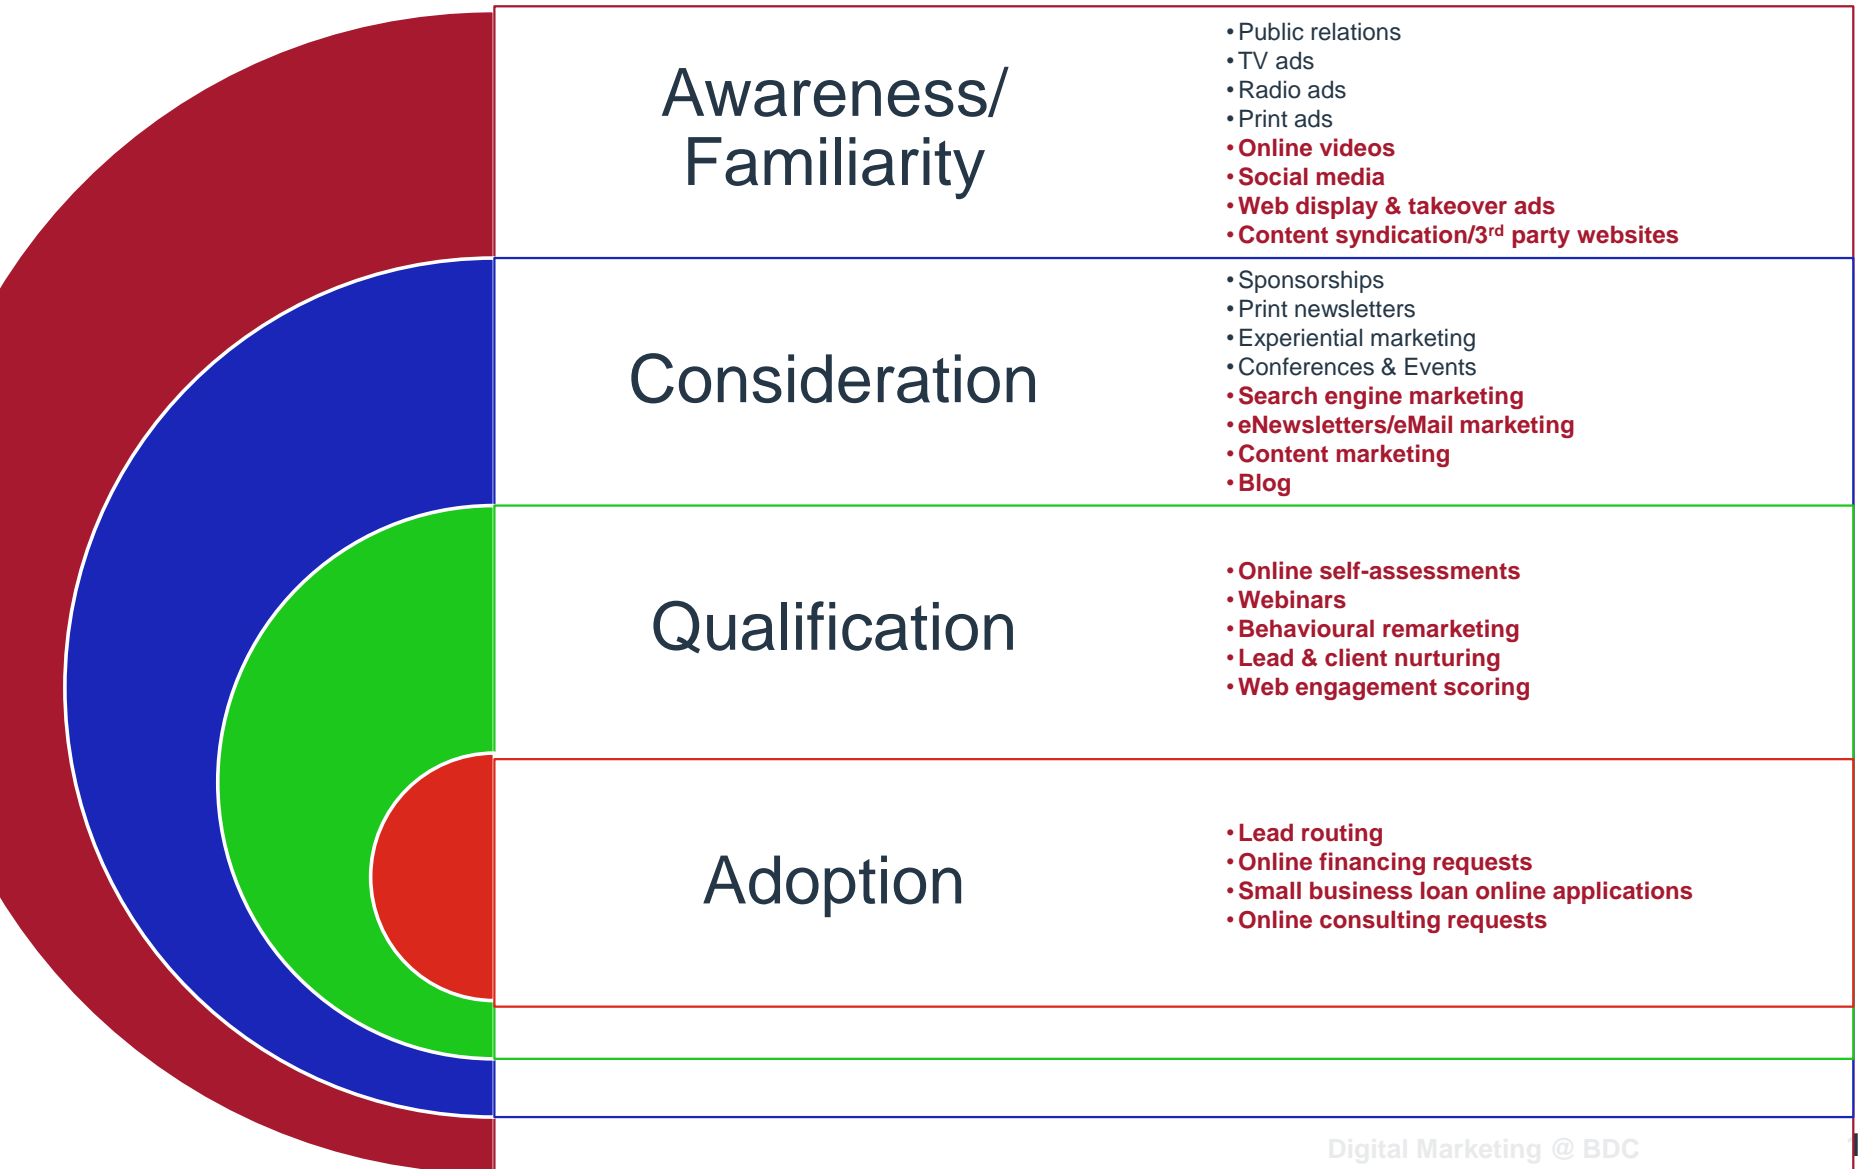 Awareness/
Familiarity
•Public relations
•TV ads
•Radio ads
•Print ads
•Online videos
•Social media
•Web display & takeover ads
•Content syndication/3rd party websites
Consideration
•Sponsorships
•Print newsletters
•Experiential marketing
•Conferences & Events
•Search engine marketing
•eNewsletters/eMail marketing
•Content marketing
•Blog
Qualification
•Online self-assessments
•Webinars
•Behavioural remarketing
•Lead & client nurturing
•Web engagement scoring
Adoption
•Lead routing
•Online financing requests
•Small business loan online applications
•Online consulting requests
Digital Marketing @ BDC